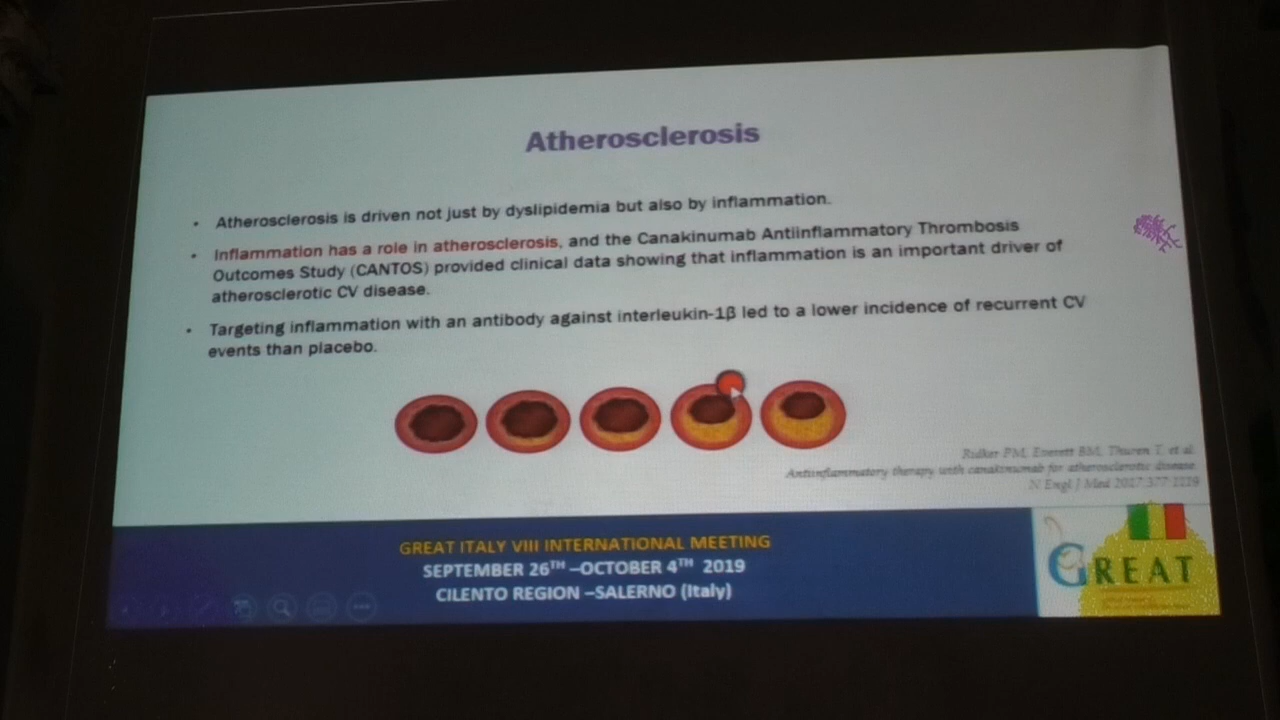 Atherosclerosis
• Atherosclerosis is driven not just by dyslipidemia but also by inflammation.
• Inflammation has a role in atherosclerosis, and the Canakinumab Antiinflammatory Thrombosis
Outcomes Study (CANTOS) provided clinical data showing that inflammation is an important driver of
atherosclerotic CV disease.
• Targeting inflammation with an antibody against interleukin-1β led to a lower incidence of recurrent CV
events than placebo.
Ridker PM, Everett BM, Thuren T, et al.
Antiinflammatory therapy with canakinumab for atherosclerotic disease.
N Engl J Med 2017;377:1119
GREAT ITALY VIII INTERNATIONAL MEETING
SEPTEMBER 26TH –OCTOBER 4TH 2019
CILENTO REGION –SALERNO (Italy)
GREAT